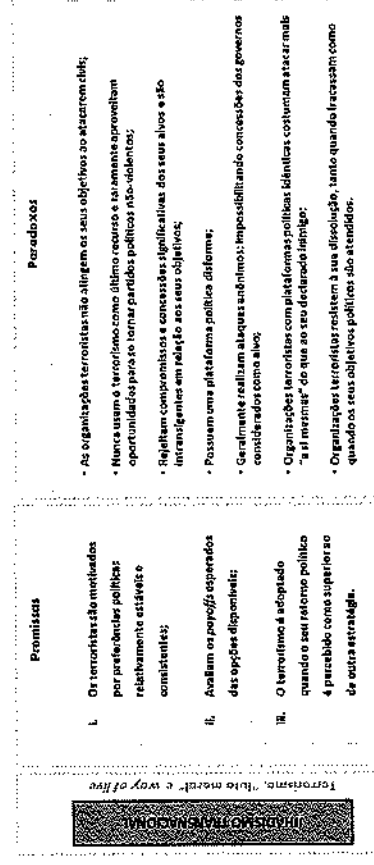 JIHADISMO TRANSNACIONAL
Terrorismo, "luta moral" e way of live
Premissas
i. Os terroristas são motivados
por preferências políticas
relativamente estáveis e
consistentes;
ii. Avaliam os payoffs esperados
das opções disponíveis;
iii. O terrorismo é adoptado
quando o seu retorno político
é percebido como superior ao
de outra estratégia.
Paradoxos
• As organizações terroristas não atingem os seus objetivos ao atacarem civis;
• Nunca usam o terrorismo como último recurso e raramente aproveitam
oportunidades para se tornar partidos políticos não-violentos;
• Rejeitam compromissos e concessões significativas dos seus alvos e são
intransigentes em relação aos seus objetivos;
• Possuem uma plataforma política disforme;
• Geralmente realizam ataques anônimos: impossibilitando concessões dos governos
considerados como alvo;
• Organizações terroristas com plataformas políticas idênticas costumam atacar mais
"a si mesmas" do que ao seu declarado inimigo;
• Organizações terroristas resistem à sua dissolução, tanto quando fracassam como
quando os seus objetivos políticos são atendidos.